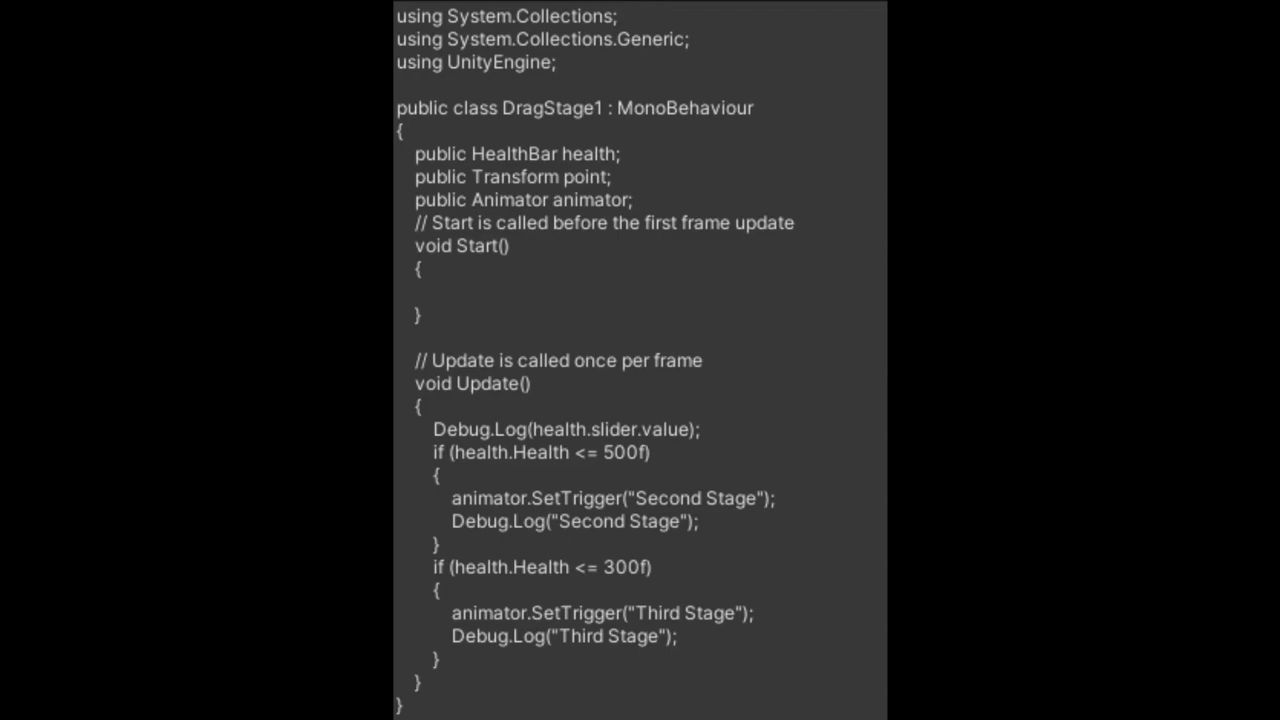 using System.Collections;
using System.Collections.Generic;
using UnityEngine;

public class DragStage1 : MonoBehaviour
{
    public HealthBar health;
    public Transform point;
    public Animator animator;
    // Start is called before the first frame update
    void Start()
    {

    }

    // Update is called once per frame
    void Update()
    {
        Debug.Log(health.slider.value);
        if (health.Health <= 500f)
        {
            animator.SetTrigger("Second Stage");
            Debug.Log("Second Stage");
        }
        if (health.Health <= 300f)
        {
            animator.SetTrigger("Third Stage");
            Debug.Log("Third Stage");
        }
    }
}